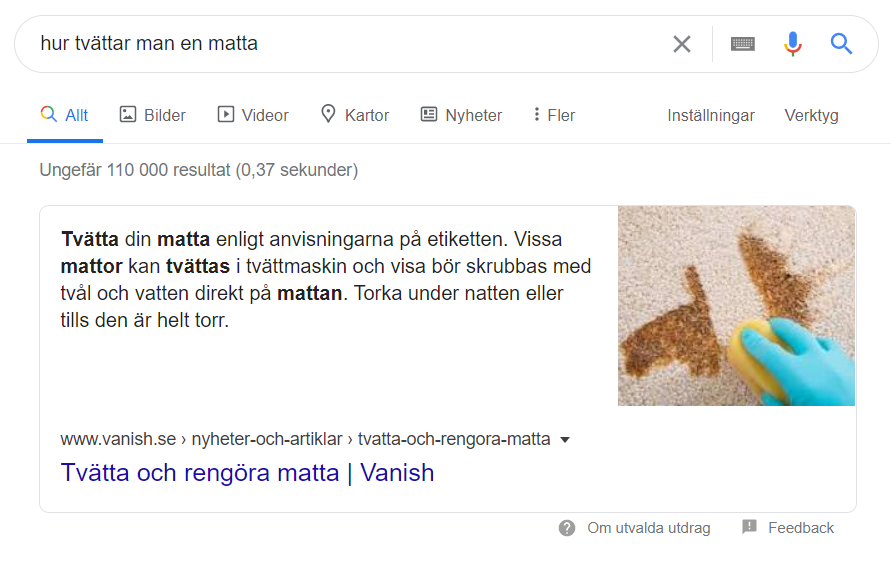 hur tvättar man en matta
Allt Bilder Videor Kartor Nyheter Fler Inställningar Verktyg
Ungefär 110 000 resultat (0,37 sekunder)
Tvätta din matta enligt anvisningarna på etiketten. Vissa
mattor kan tvättas i tvättmaskin och visa bör skrubbas med
tvål och vatten direkt på mattan. Torka under natten eller
tills den är helt torr.
www.vanish.se › nyheter-och-artiklar › tvatta-och-rengora-matta
Tvätta och rengöra matta | Vanish
Om utvalda utdrag Feedback